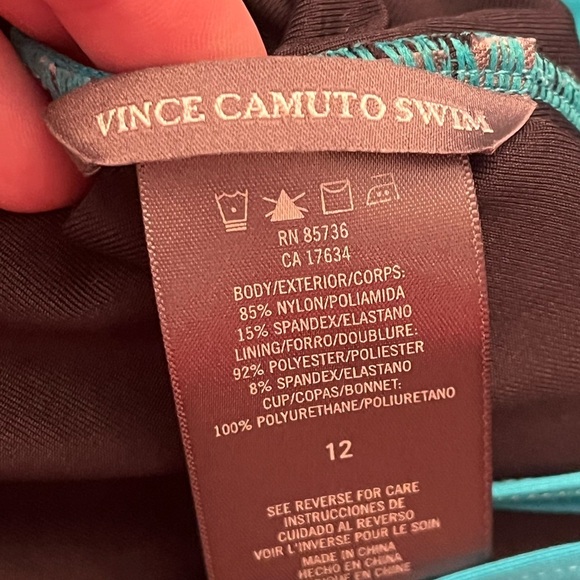 VINCE CAMUTO SWIM
RN 85736
CA 17634
BODY/EXTERIOR/CORPS:
85% NYLON/POLIAMIDA
15% SPANDEX/ELASTANO
LINING/FORRO/DOUBLURE:
92% POLYESTER/POLIESTER
8% SPANDEX/ELASTANO
CUP/COPAS/BONNET:
100% POLYURETHANE/POLIURETANO
12
SEE REVERSE FOR CARE
INSTRUCCIONES DE
CUIDADO AL REVERSO
VOIR L'INVERSE POUR LE SOIN
MADE IN CHINA
HECHO EN CHINA
EN CHINE